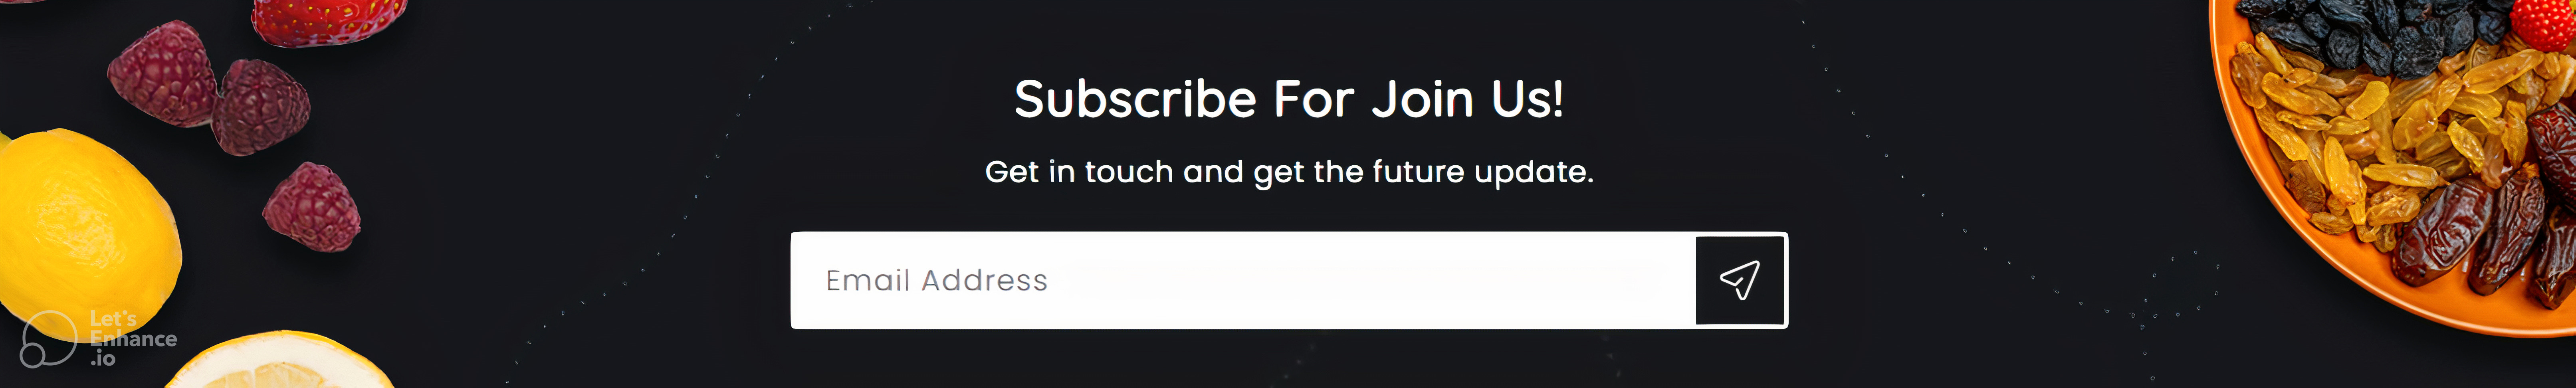 Subscribe For Join Us!
Get in touch and get the future update.
Email Address
Let's
Enhance
.io